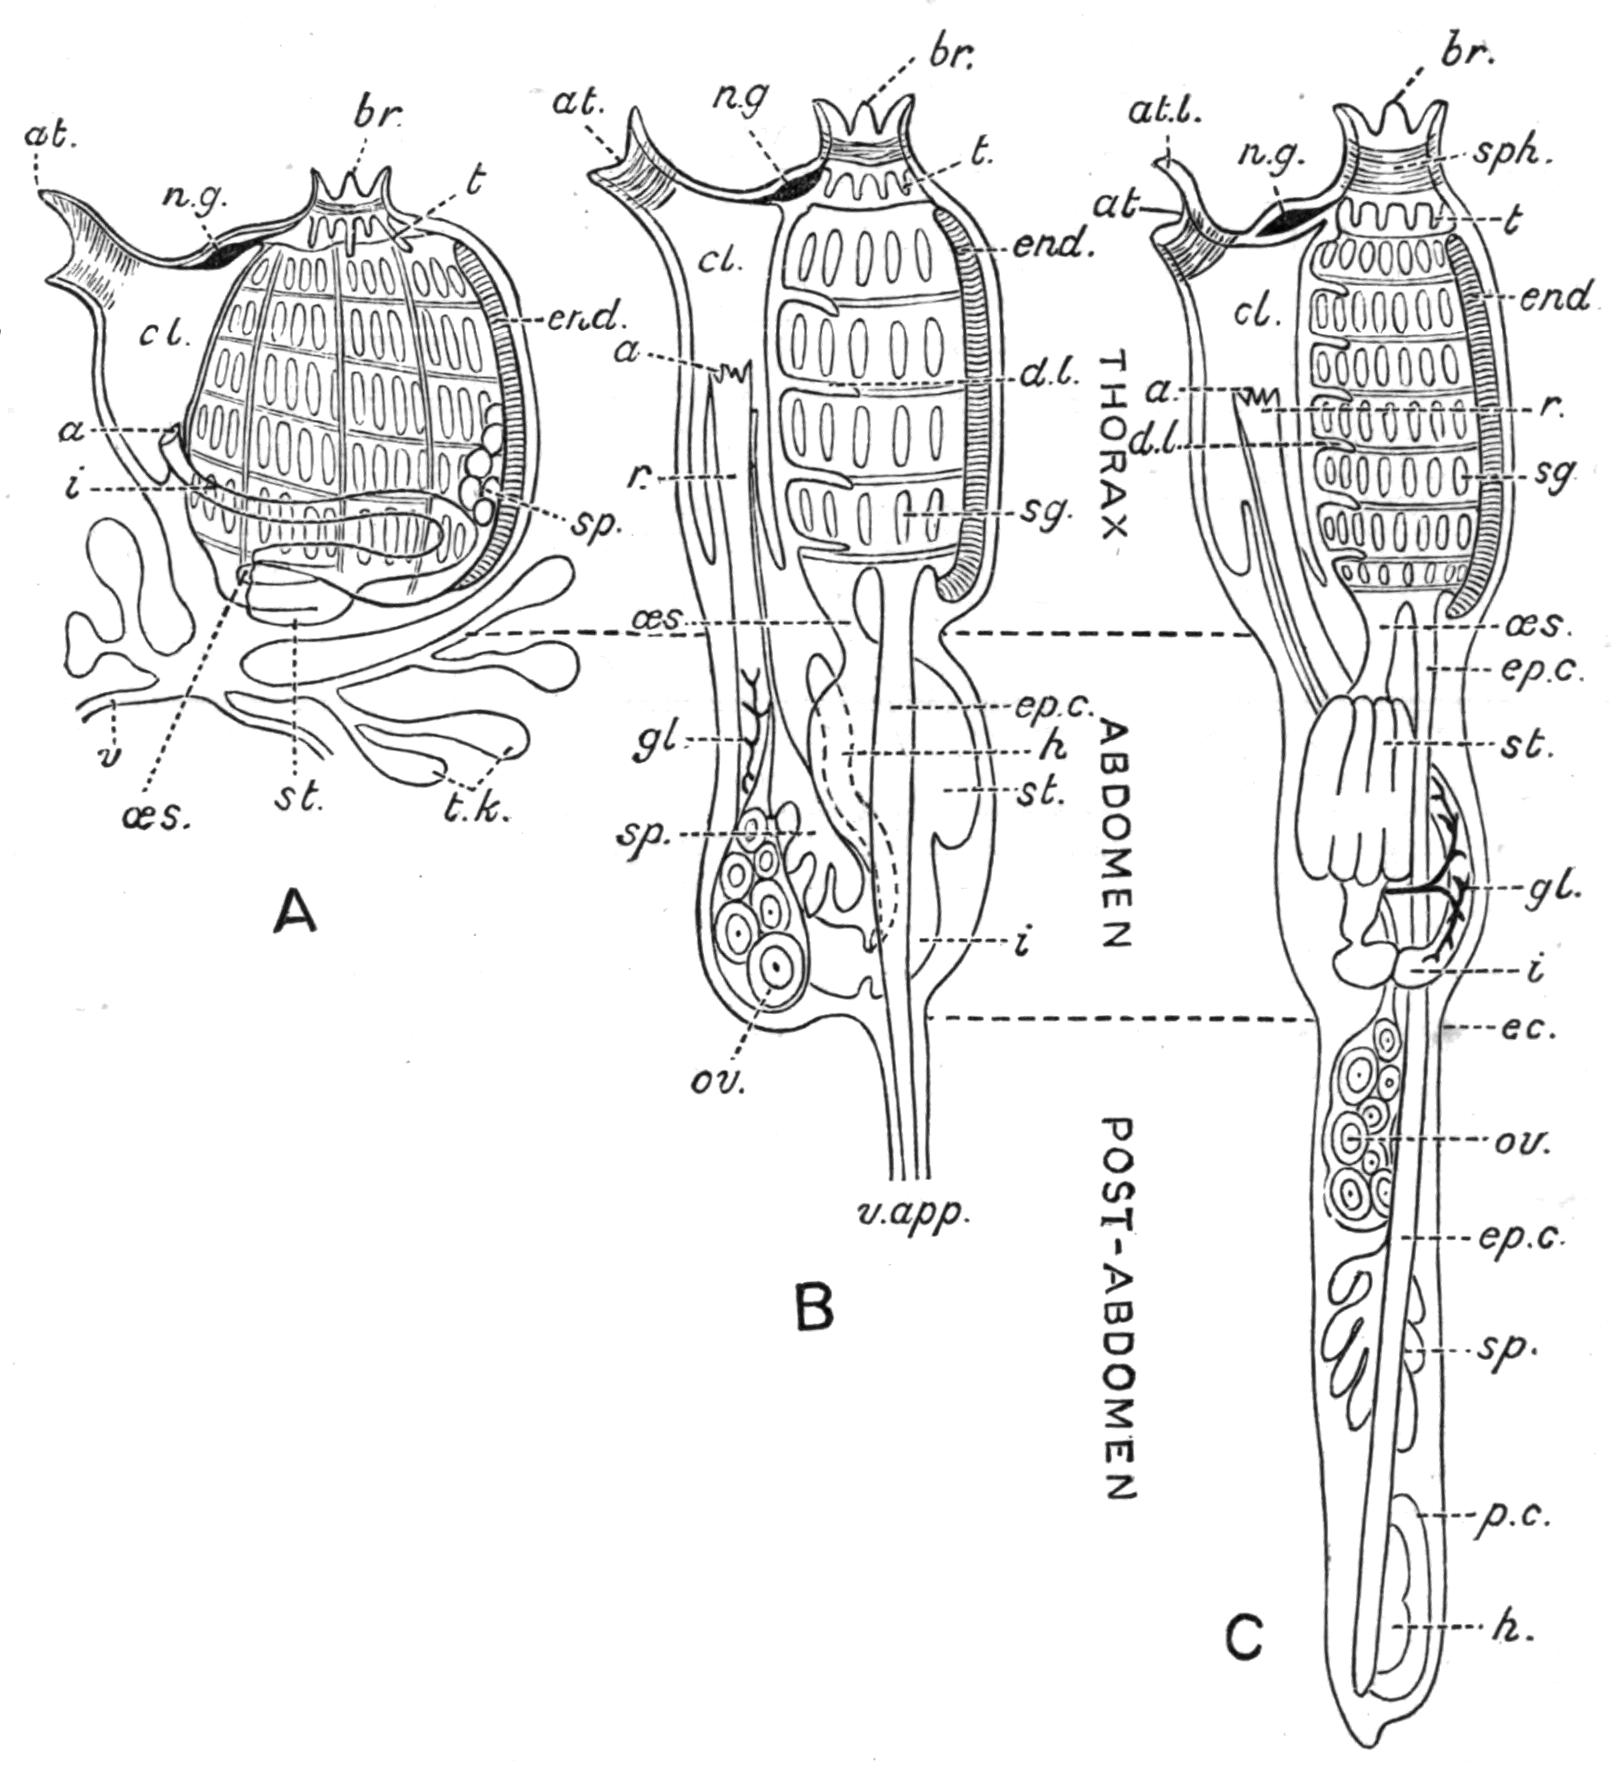 at.
br.
n.g.
t
cl.
end.
a
i
sp.
v
œs.
st.
t.k.
A
at.
n.g
br.
t.
cl.
end.
a
d.l.
r.
sg.
œs.
ep.c.
gl.
h
st.
sp.
i
ov.
v.app.
B
THORAX
ABDOMEN
POST-ABDOMEN
br.
at.l.
n.g.
sph.
at
t
cl.
end
a.
r.
d.l.
sg
œs.
ep.c.
st.
gl.
i
ec.
ov.
ep.c.
sp.
p.c.
h.
C